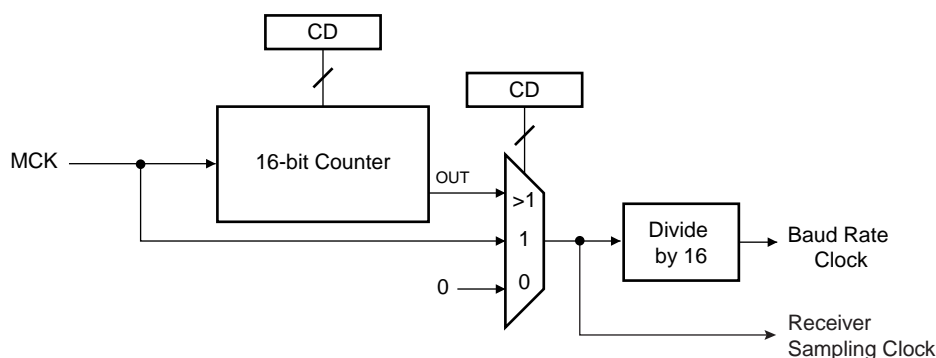 CD
CD
MCK
16-bit Counter
OUT
>1
1
0
0
Divide
by 16
Baud Rate
Clock
Receiver
Sampling Clock